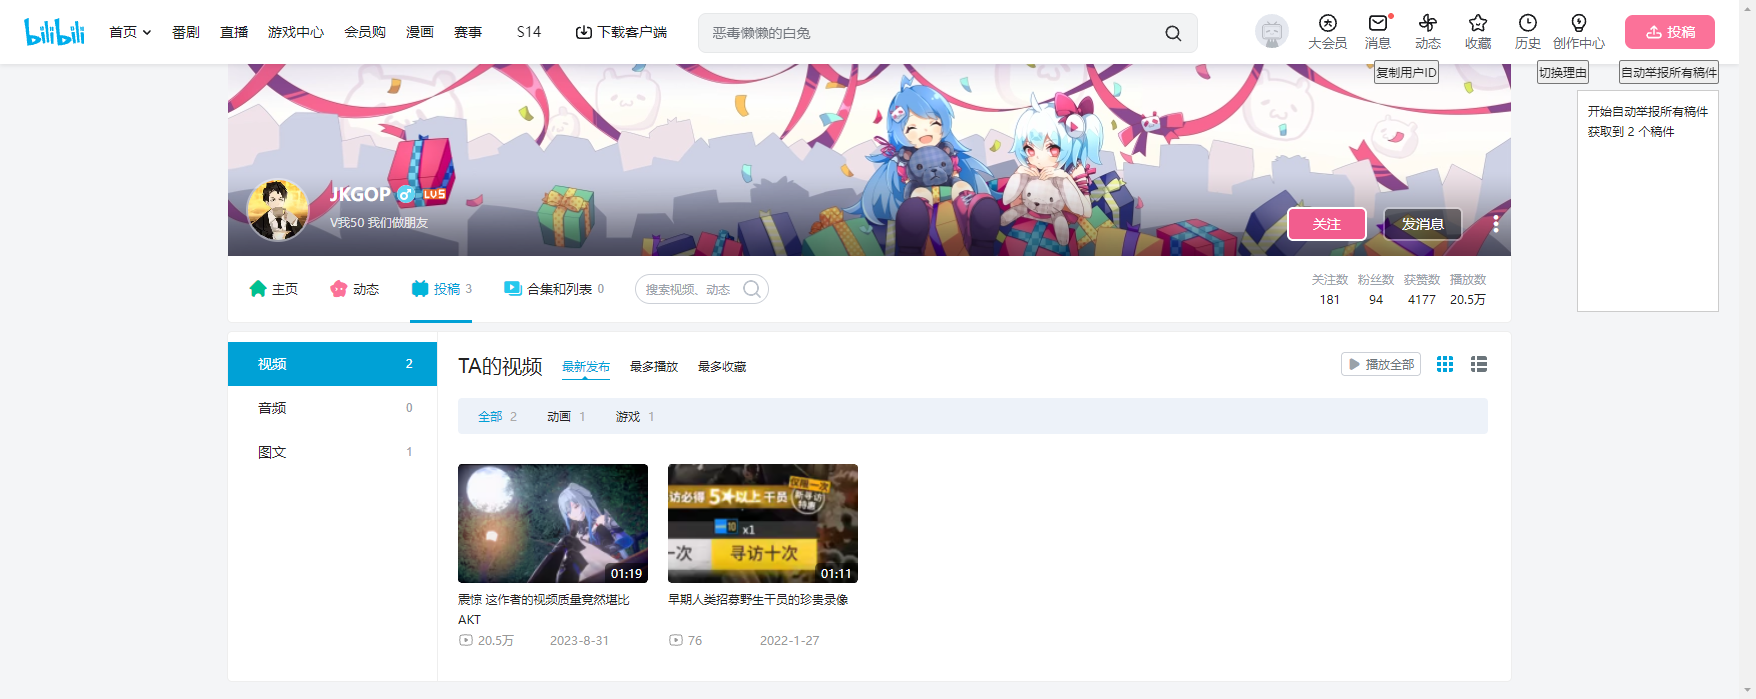 bilibili
首页 番剧 直播 游戏中心 会员购 漫画 赛事 S14 下载客户端
恶毒懒懒的白兔
大会员 消息 动态 收藏 历史 创作中心 投稿
复制用户ID 切换理由 自动举报所有稿件
开始自动举报所有稿件
获取到 2 个稿件
JKGOP LV5
V我50 我们做朋友
关注 发消息
主页 动态 投稿 3 合集和列表 0 搜索视频、动态
关注数 粉丝数 获赞数 播放数
181 94 4177 20.5万
视频 2
音频 0
图文 1
TA的视频 最新发布 最多播放 最多收藏 播放全部
全部 2 动画 1 游戏 1
01:19
仅限一次
访必得 5★以上干员
新寻访
特惠
10 x1
一次 寻访十次
01:11
震惊 这作者的视频质量竟然堪比
AKT
20.5万 2023-8-31
早期人类招募野生干员的珍贵录像
76 2022-1-27